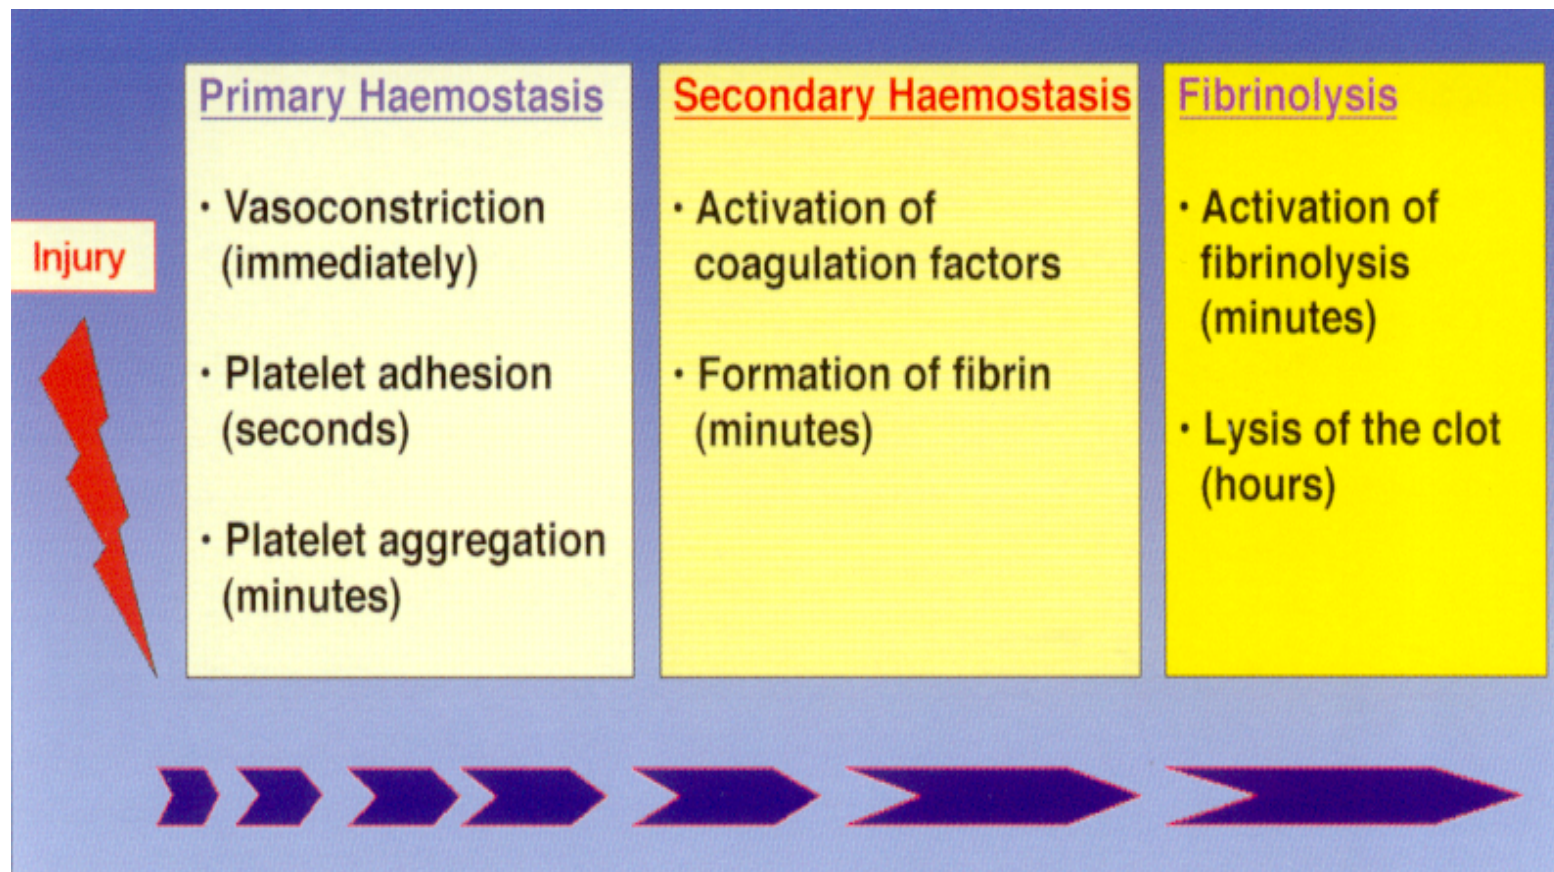 Injury
Primary Haemostasis
· Vasoconstriction
(immediately)
· Platelet adhesion
(seconds)
· Platelet aggregation
(minutes)
Secondary Haemostasis
· Activation of
coagulation factors
· Formation of fibrin
(minutes)
Fibrinolysis
· Activation of
fibrinolysis
(minutes)
· Lysis of the clot
(hours)